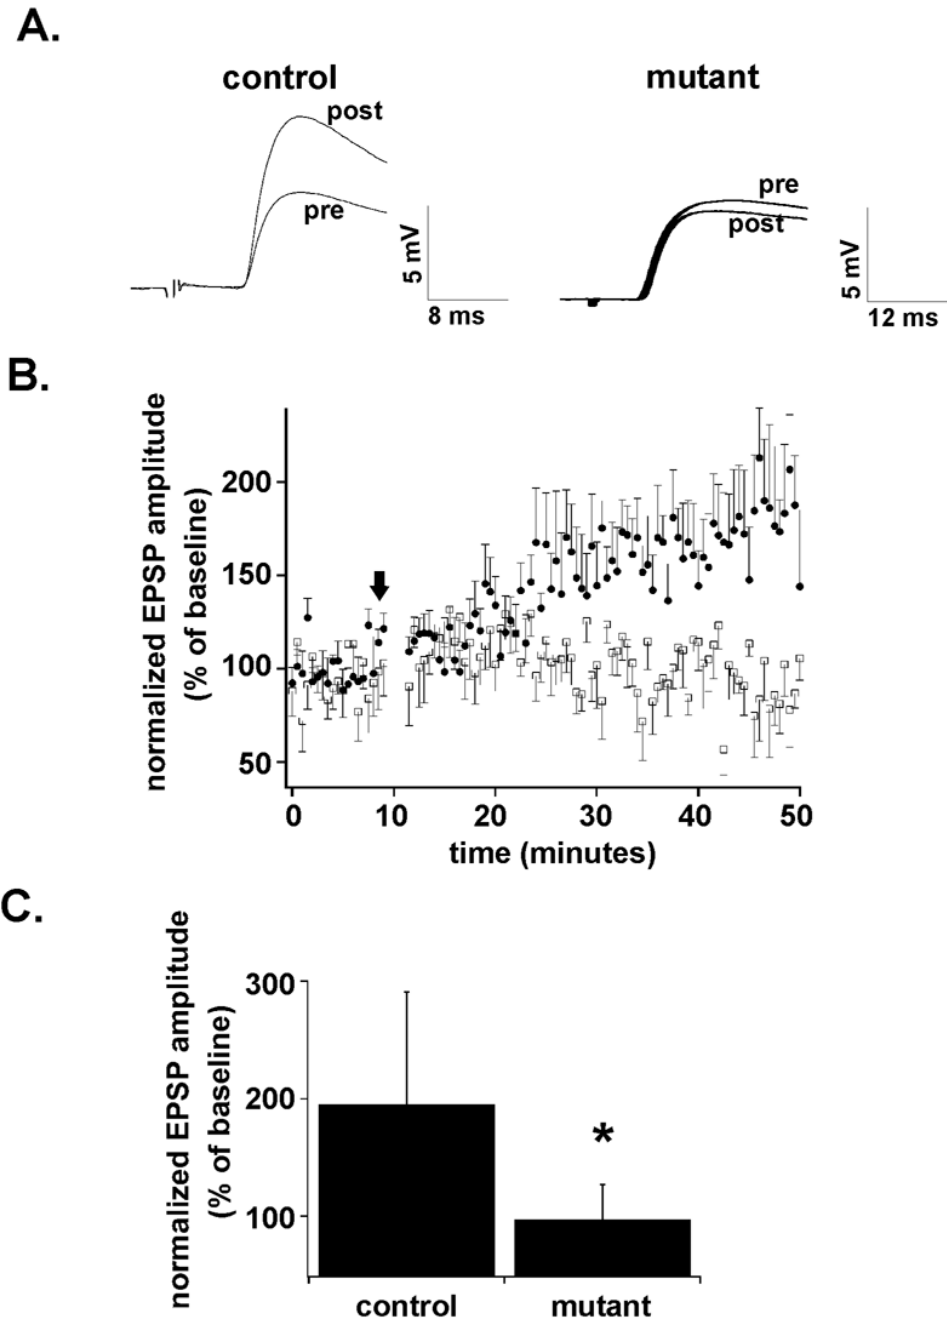 A.
control
mutant
post
pre
5 mV
8 ms
pre
post
5 mV
12 ms
B.
normalized EPSP amplitude
(% of baseline)
200
150
100
50
0 10 20 30 40 50
time (minutes)
C.
normalized EPSP amplitude
(% of baseline)
300
200
100
*
control mutant